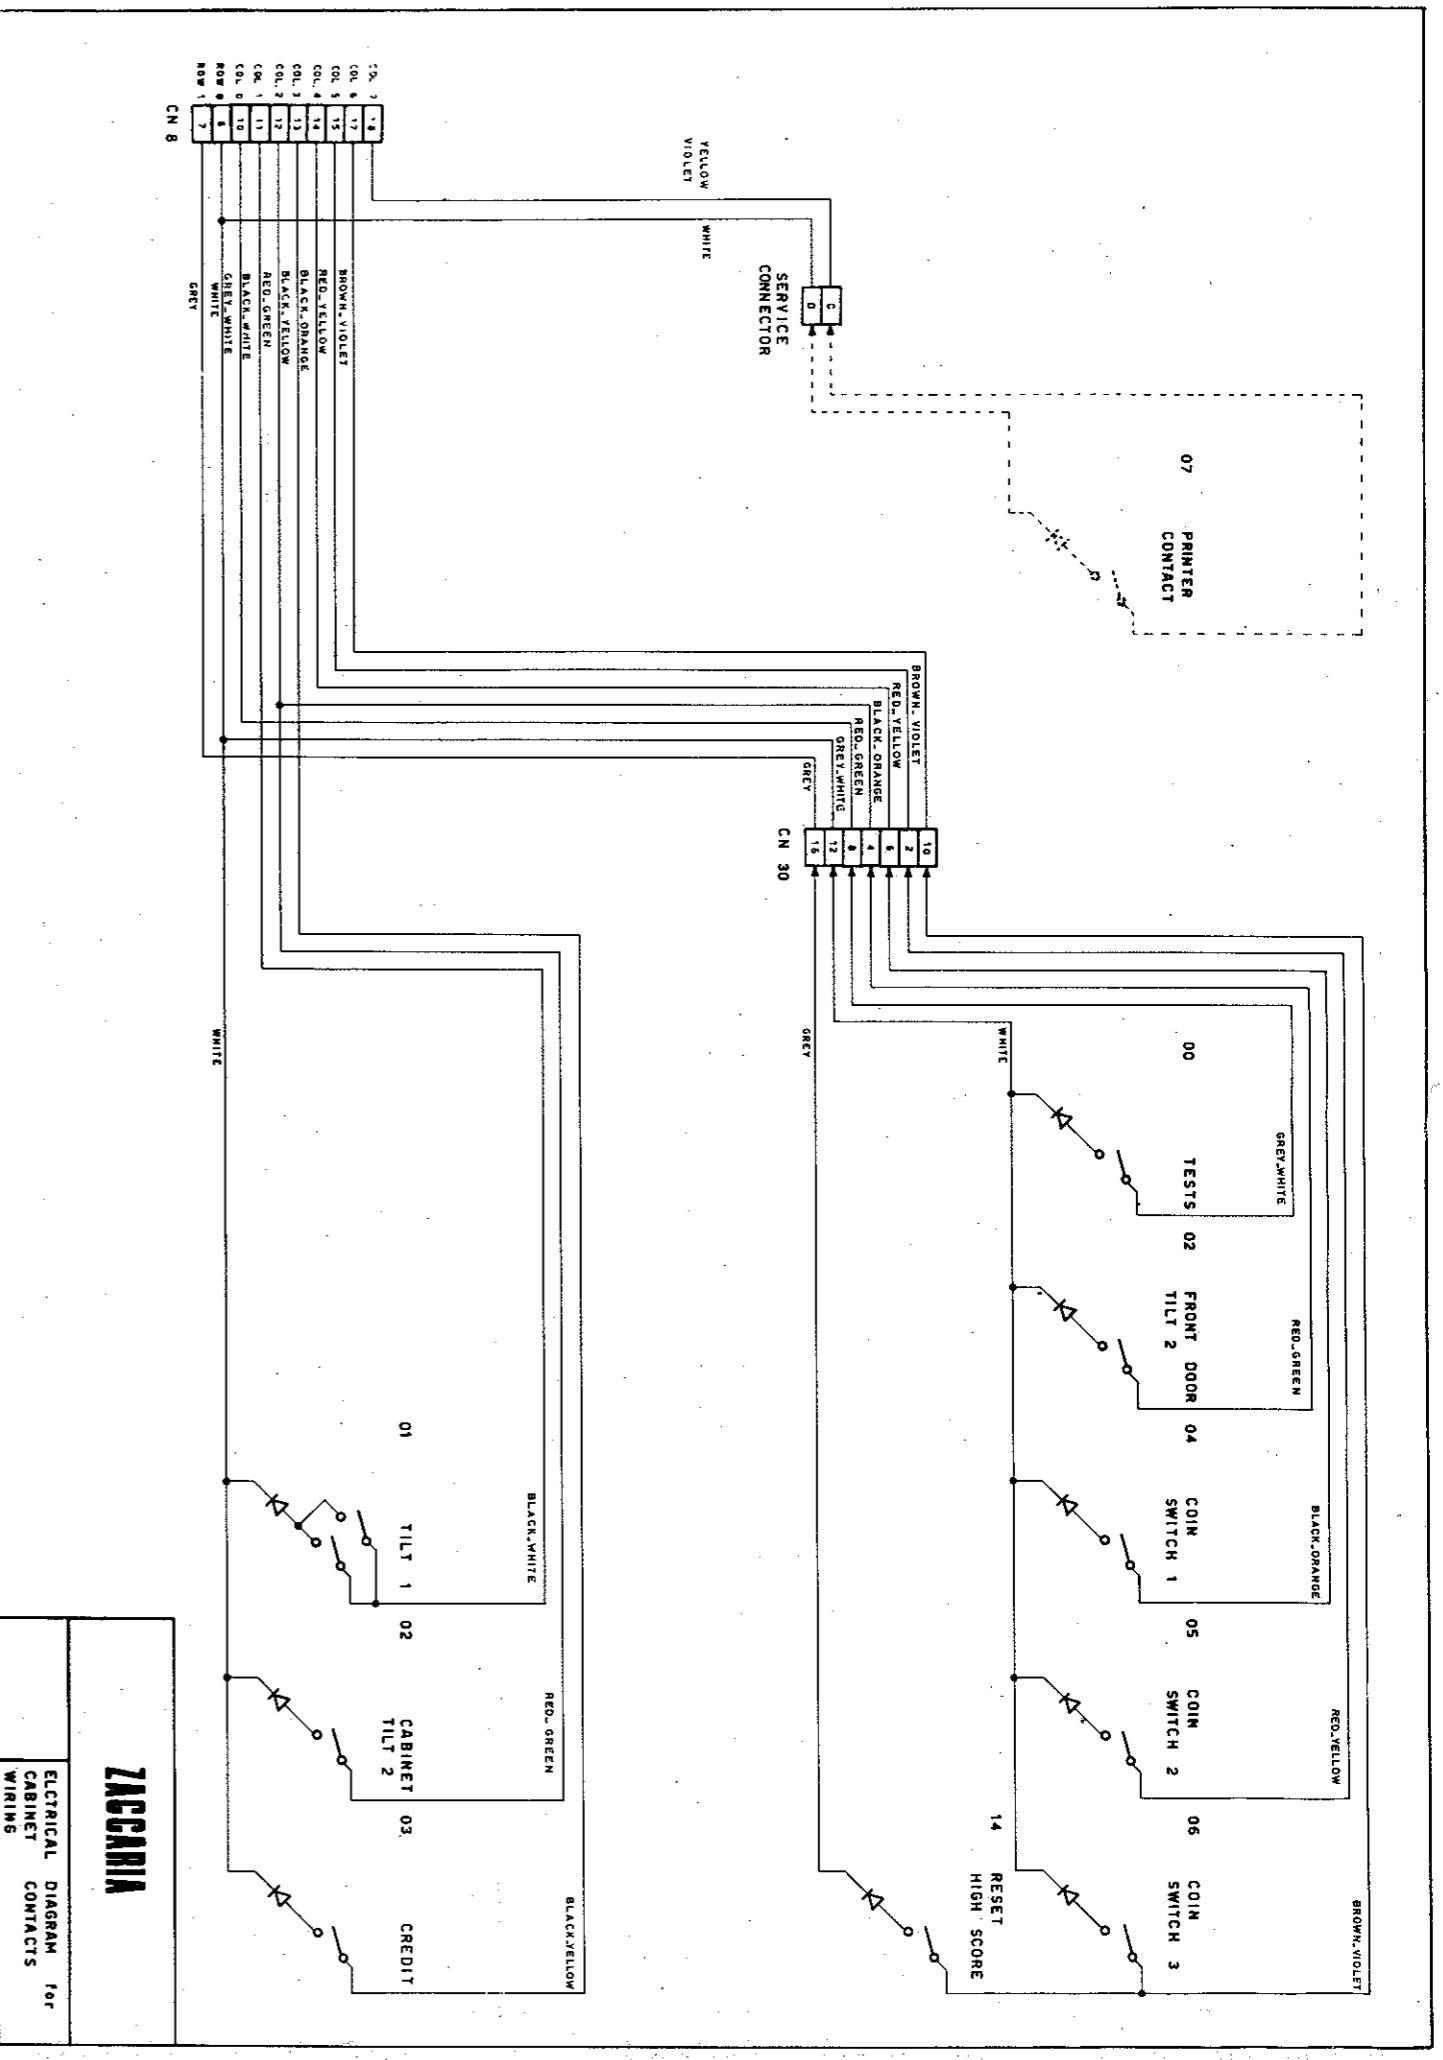 BROWN_VIOLET
RED_YELLOW
BLACK_ORANGE
RED_GREEN
GREY_WHITE
07 PRINTER
CONTACT
00 TESTS
02 FRONT DOOR
TILT 2
04 COIN
SWITCH 1
05 COIN
SWITCH 2
06 COIN
SWITCH 3
14 RESET
HIGH SCORE
WHITE
GREY
BROWN_VIOLET
RED_YELLOW
BLACK_ORANGE
RED_GREEN
GREY_WHITE
GREY
10
2
6
4
8
12
16
CN 30
C
D
SERVICE
CONNECTOR
YELLOW
VIOLET
WHITE
BLACK_YELLOW
RED_GREEN
BLACK_WHITE
01 TILT 1
02 CABINET
TILT 2
03 CREDIT
WHITE
18
COL 6 17
COL 5 15
COL. 4 14
COL. 3 13
COL. 2 12
COL 1 11
COL 0 10
ROW 0
ROW 1 7
CN 8
BROWN_VIOLET
RED_YELLOW
BLACK_ORANGE
BLACK_YELLOW
RED_GREEN
BLACK_WHITE
GREY_WHITE
WHITE
GREY
ZACCARIA
ELCTRICAL DIAGRAM for
CABINET CONTACTS
WIRING